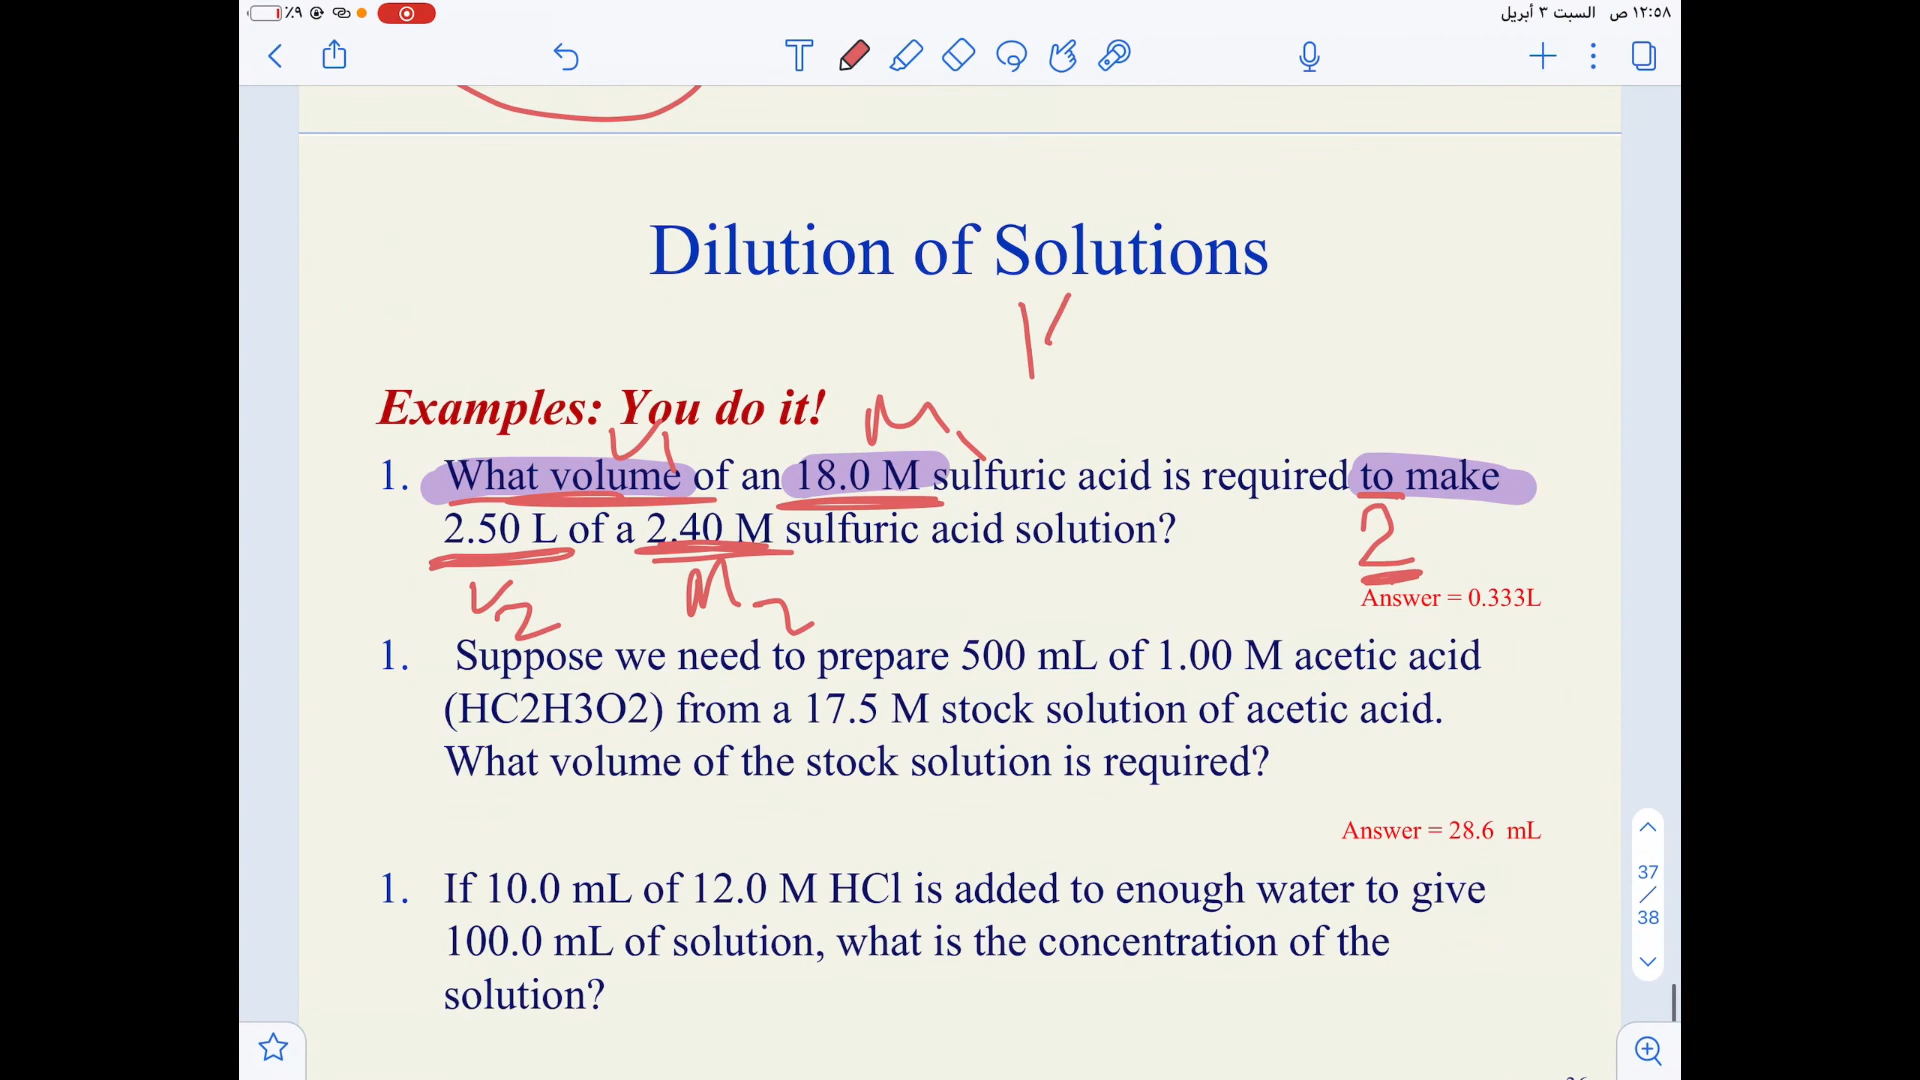 ٪٩
السبت ٣ أبريل ١٢:٥٨ ص
T
Dilution of Solutions
Examples: You do it!
V1
M1
1. What volume of an 18.0 M sulfuric acid is required to make
2.50 L of a 2.40 M sulfuric acid solution?
2
V2
M2
Answer = 0.333L
1. Suppose we need to prepare 500 mL of 1.00 M acetic acid
(HC2H3O2) from a 17.5 M stock solution of acetic acid.
What volume of the stock solution is required?
Answer = 28.6 mL
1. If 10.0 mL of 12.0 M HCl is added to enough water to give
100.0 mL of solution, what is the concentration of the
solution?
37
/
38